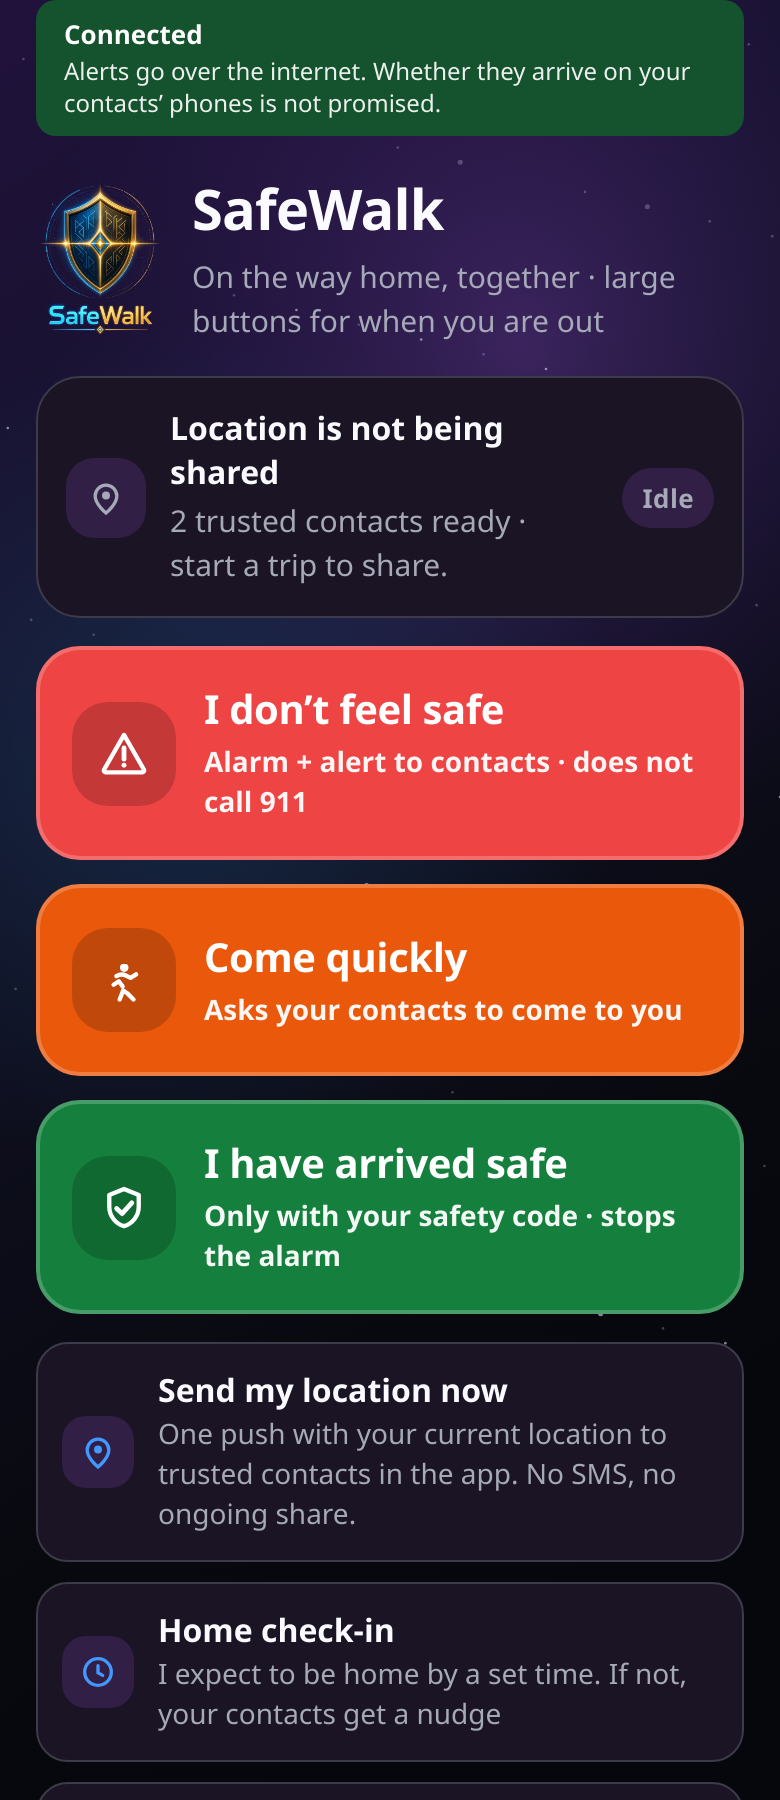 Connected
Alerts go over the internet. Whether they arrive on your
contacts’ phones is not promised.
SafeWalk
On the way home, together · large
buttons for when you are out
SafeWalk
Location is not being
shared
2 trusted contacts ready ·
start a trip to share.
Idle
I don’t feel safe
Alarm + alert to contacts · does not
call 911
Come quickly
Asks your contacts to come to you
I have arrived safe
Only with your safety code · stops
the alarm
Send my location now
One push with your current location to
trusted contacts in the app. No SMS, no
ongoing share.
Home check-in
I expect to be home by a set time. If not,
your contacts get a nudge